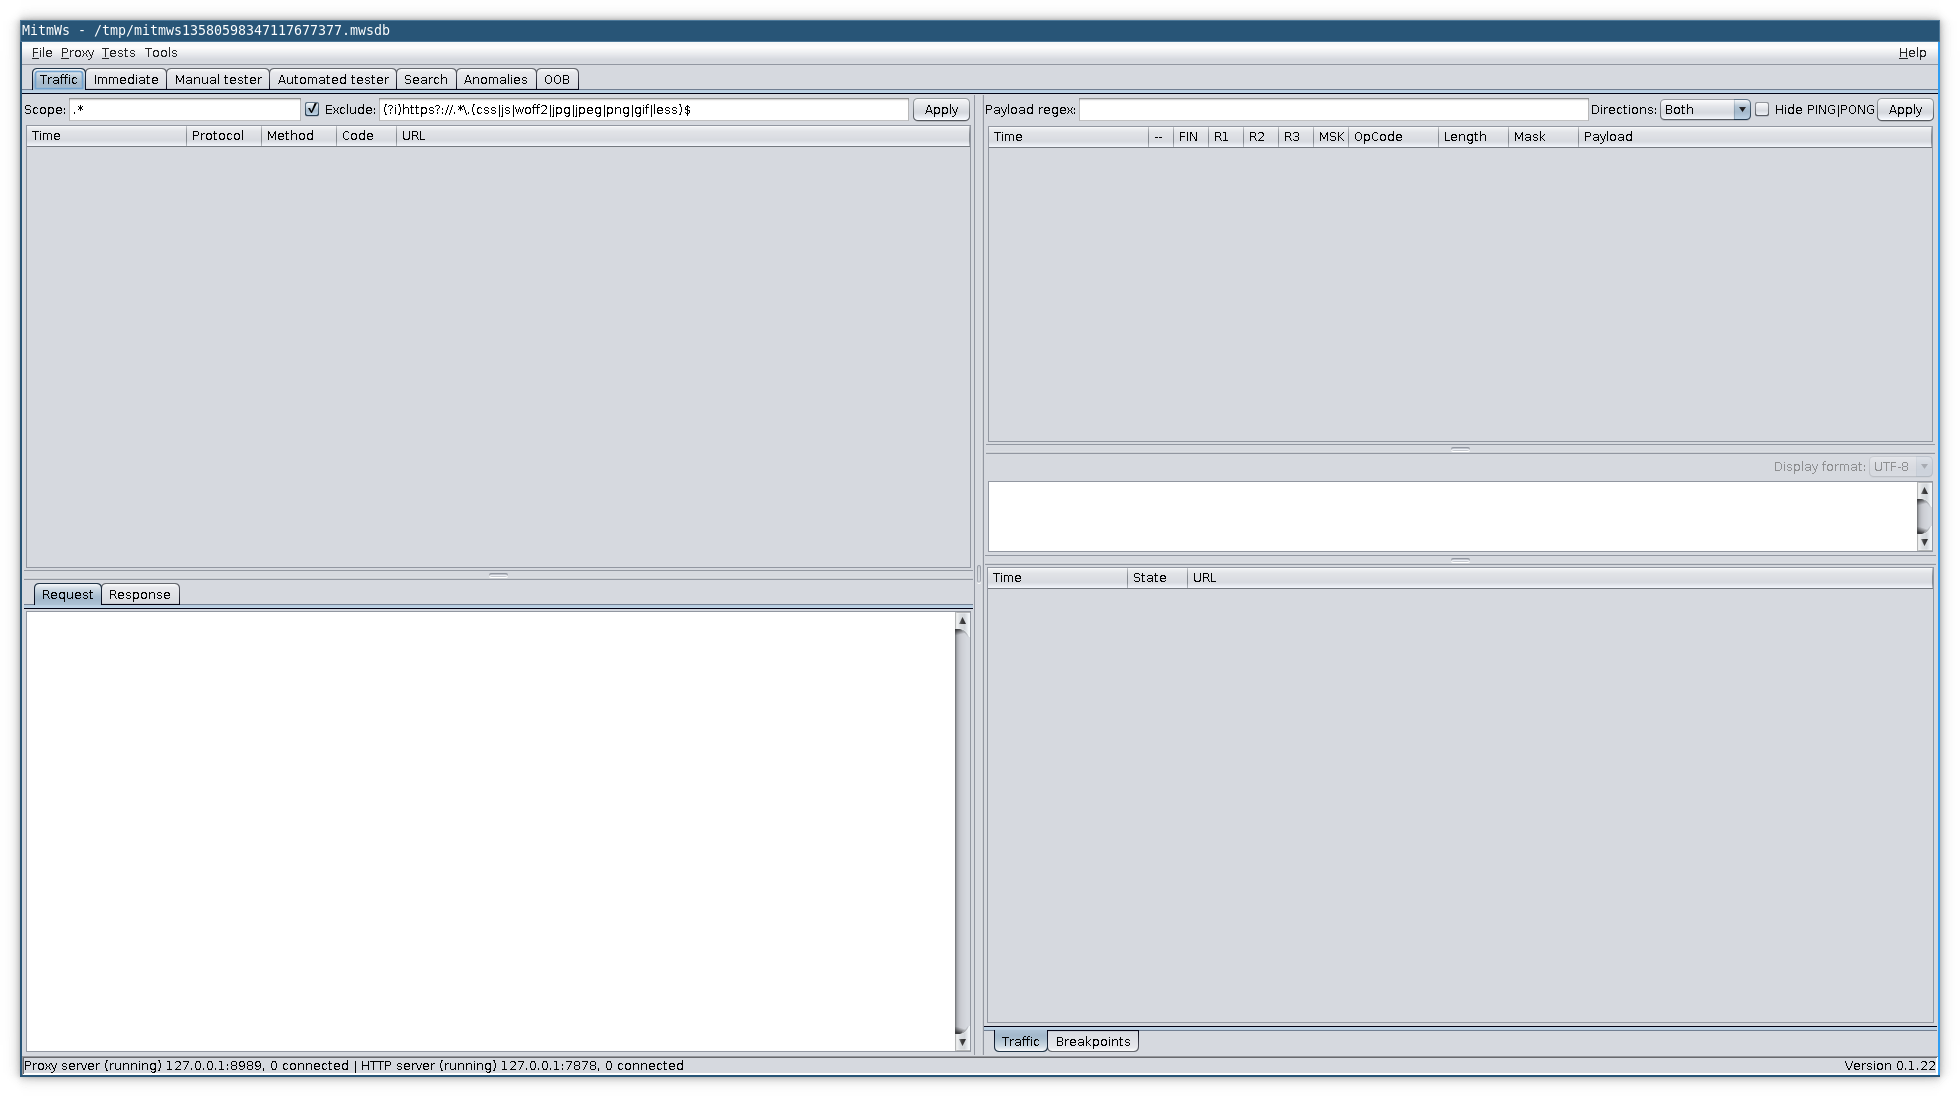 MitmWs - /tmp/mitmws13580598347117677377.mwsdb
File Proxy Tests Tools Help
Traffic Immediate Manual tester Automated tester Search Anomalies OOB
Scope: .* Exclude: (?i)https?://.*\.(css|js|woff2|jpg|jpeg|png|gif|less)$ Apply
Time Protocol Method Code URL
Request Response
Payload regex: Directions: Both Hide PING|PONG Apply
Time -- FIN R1 R2 R3 MSK OpCode Length Mask Payload
Display format: UTF-8
Time State URL
Traffic Breakpoints
Proxy server (running) 127.0.0.1:8989, 0 connected | HTTP server (running) 127.0.0.1:7878, 0 connected Version 0.1.22